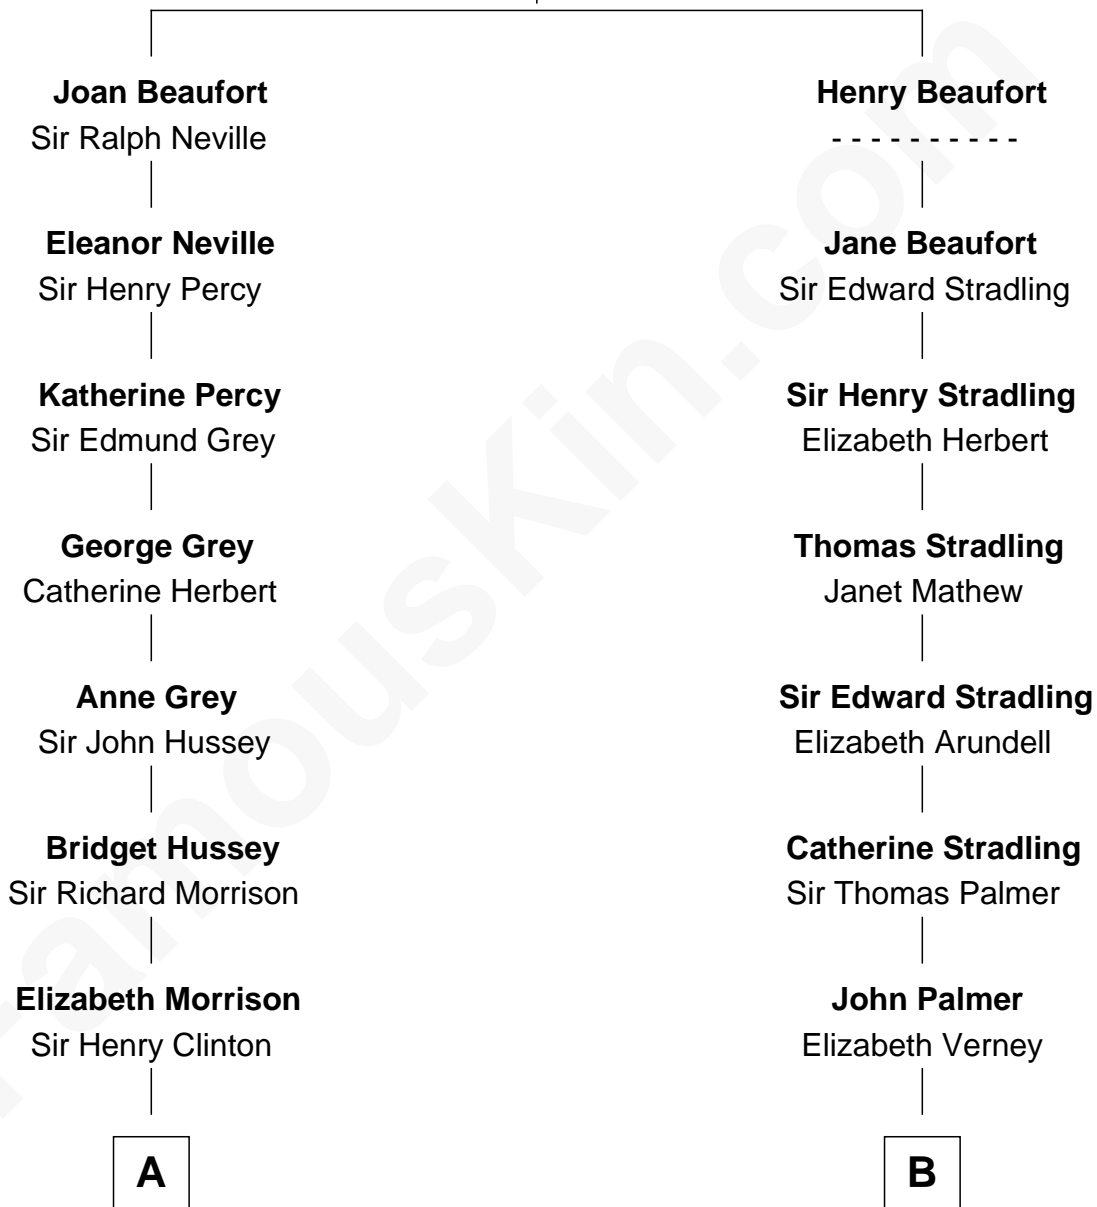 Joan Beaufort
Sir Ralph Neville
Eleanor Neville
Sir Henry Percy
Katherine Percy
Sir Edmund Grey
George Grey
Catherine Herbert
Anne Grey
Sir John Hussey
Bridget Hussey
Sir Richard Morrison
Elizabeth Morrison
Sir Henry Clinton
A
Henry Beaufort
- - - - - - - - - -
Jane Beaufort
Sir Edward Stradling
Sir Henry Stradling
Elizabeth Herbert
Thomas Stradling
Janet Mathew
Sir Edward Stradling
Elizabeth Arundell
Catherine Stradling
Sir Thomas Palmer
John Palmer
Elizabeth Verney
B
FamousKin.com